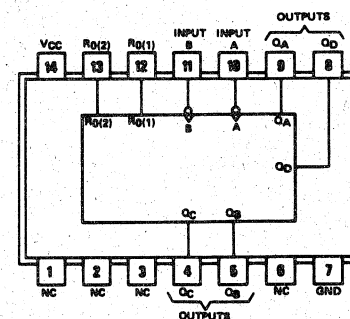 OUTPUTS
INPUT INPUT
VCC R0(2) R0(1) B A QA QD
14 13 12 11 10 9 8
R0(2) R0(1) B A QA
QD
QC QB
1 2 3 4 5 6 7
NC NC NC QC QB NC GND
OUTPUTS